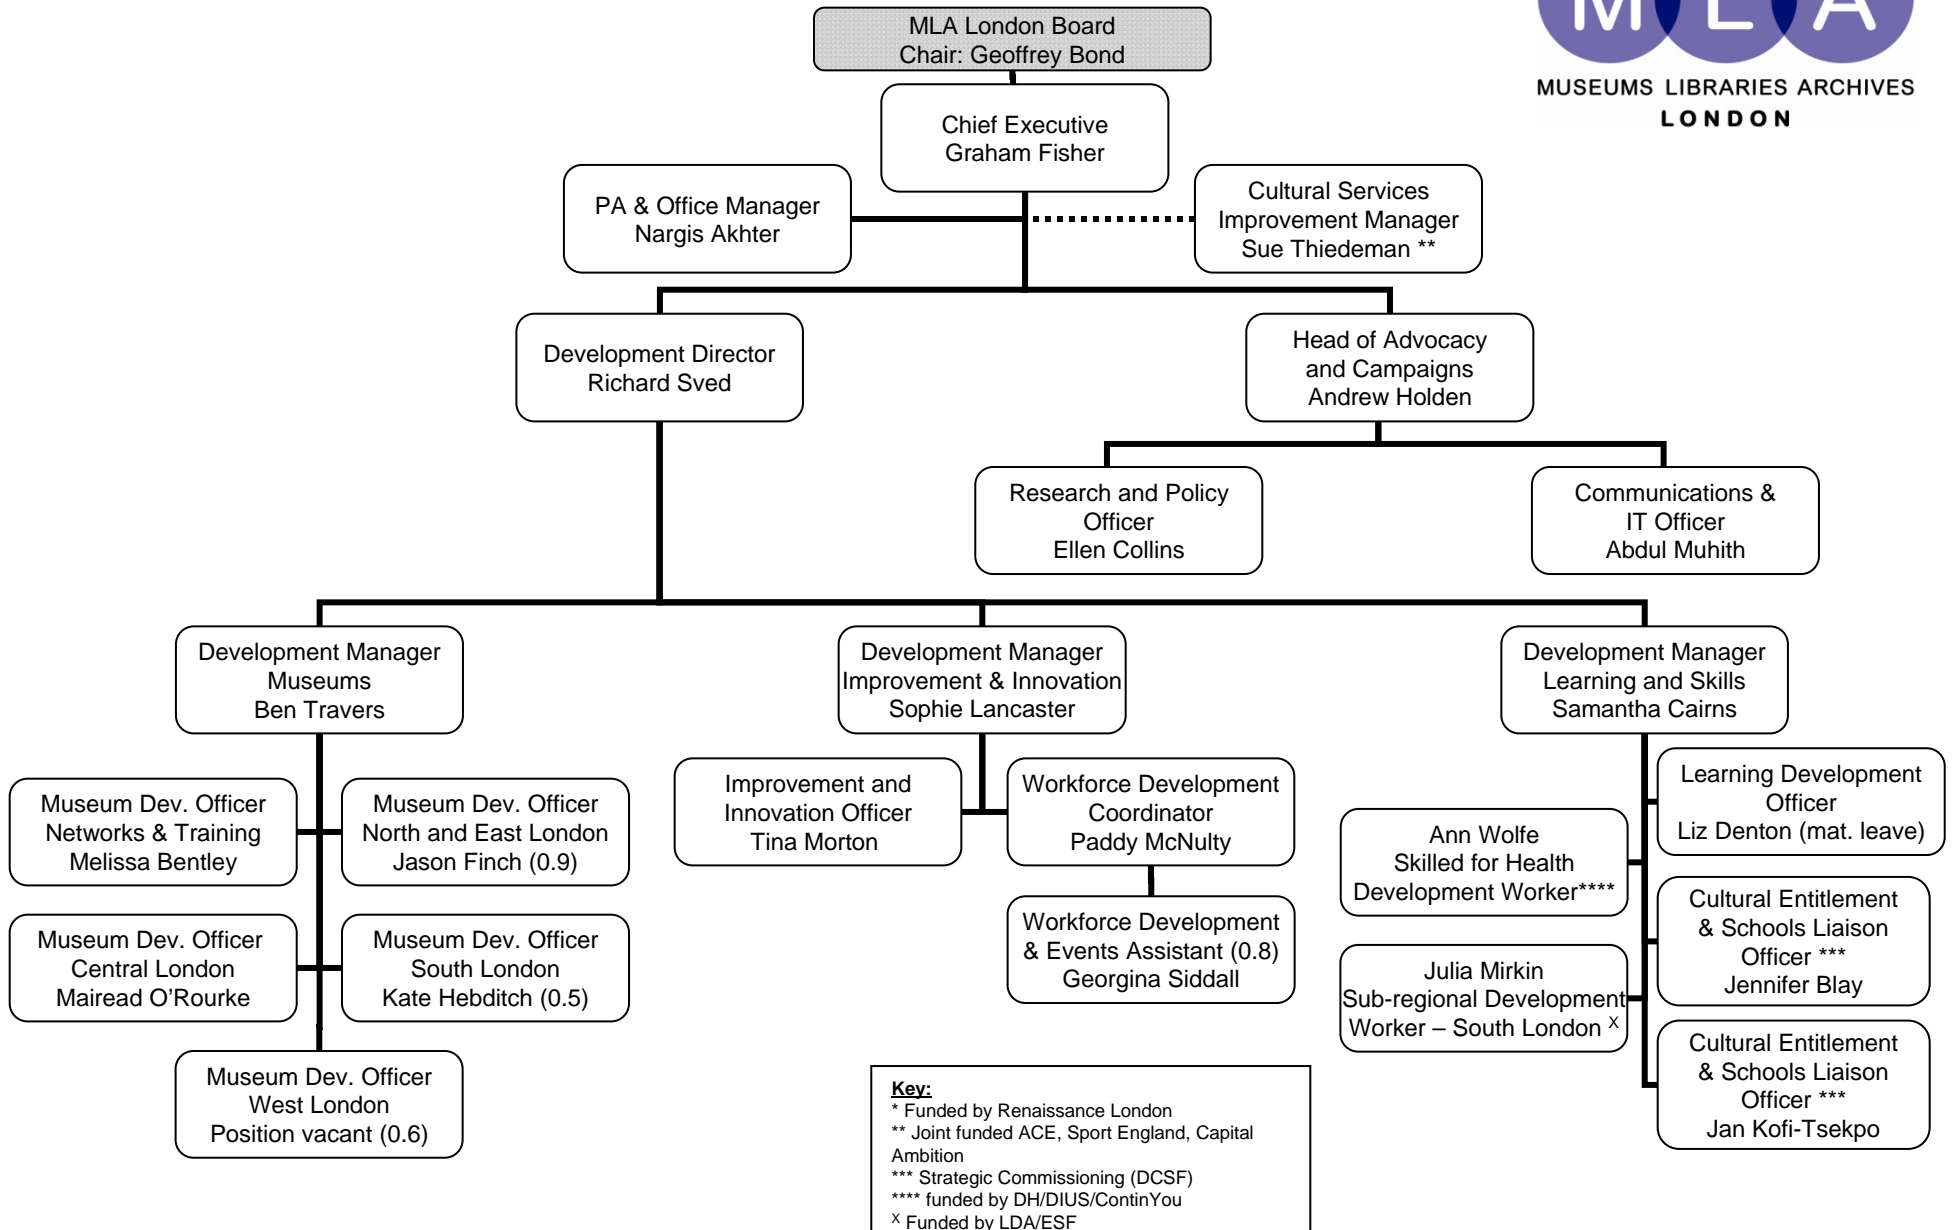 MLA London Board
Chair: Geoffrey Bond
M L A
MUSEUMS LIBRARIES ARCHIVES
LONDON
Chief Executive
Graham Fisher
PA & Office Manager
Nargis Akhter
Cultural Services
Improvement Manager
Sue Thiedeman **
Development Director
Richard Sved
Head of Advocacy
and Campaigns
Andrew Holden
Research and Policy
Officer
Ellen Collins
Communications &
IT Officer
Abdul Muhith
Development Manager
Museums
Ben Travers
Development Manager
Improvement & Innovation
Sophie Lancaster
Development Manager
Learning and Skills
Samantha Cairns
Museum Dev. Officer
Networks & Training
Melissa Bentley
Museum Dev. Officer
North and East London
Jason Finch (0.9)
Museum Dev. Officer
Central London
Mairead O’Rourke
Museum Dev. Officer
South London
Kate Hebditch (0.5)
Museum Dev. Officer
West London
Position vacant (0.6)
Improvement and
Innovation Officer
Tina Morton
Workforce Development
Coordinator
Paddy McNulty
Workforce Development
& Events Assistant (0.8)
Georgina Siddall
Learning Development
Officer
Liz Denton (mat. leave)
Ann Wolfe
Skilled for Health
Development Worker****
Cultural Entitlement
& Schools Liaison
Officer ***
Jennifer Blay
Julia Mirkin
Sub-regional Development
Worker – South London X
Cultural Entitlement
& Schools Liaison
Officer ***
Jan Kofi-Tsekpo
Key:
* Funded by Renaissance London
** Joint funded ACE, Sport England, Capital
Ambition
*** Strategic Commissioning (DCSF)
**** funded by DH/DIUS/ContinYou
X Funded by LDA/ESF